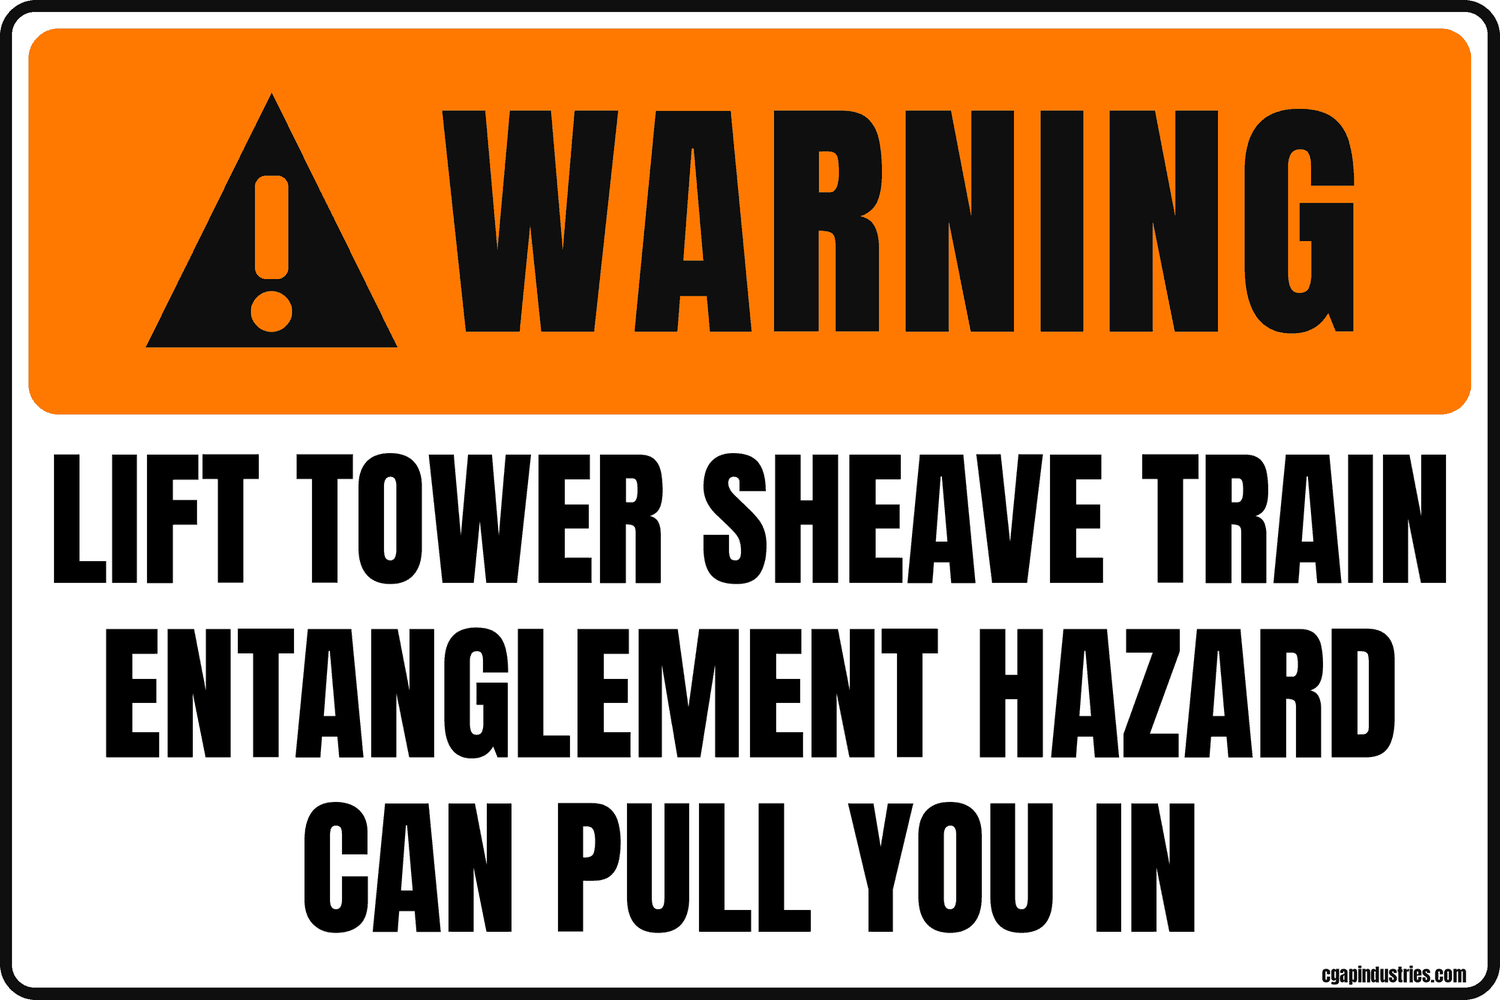 WARNING
LIFT TOWER SHEAVE TRAIN
ENTANGLEMENT HAZARD
CAN PULL YOU IN
cgapindustries.com